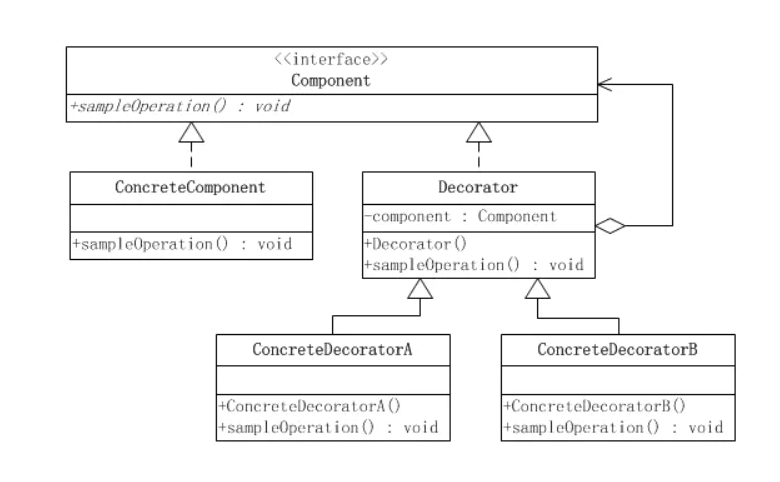 <<interface>>
Component
+sampleOperation() : void
ConcreteComponent
+sampleOperation() : void
Decorator
-component : Component
+Decorator()
+sampleOperation() : void
ConcreteDecoratorA
+ConcreteDecoratorA()
+sampleOperation() : void
ConcreteDecoratorB
+ConcreteDecoratorB()
+sampleOperation() : void